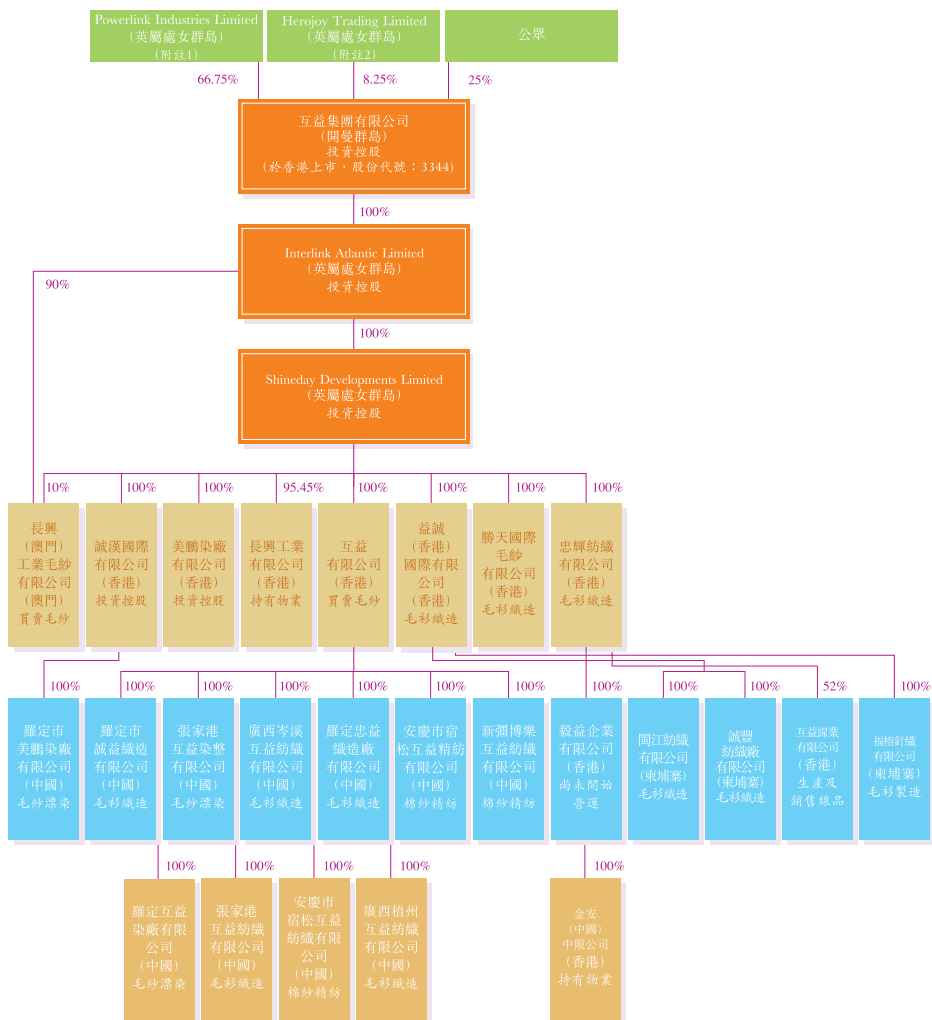 Powerlink Industries Limited
(英屬處女群島)
(附註1)
Herojoy Trading Limited
(英屬處女群島)
(附註2)
公眾
66.75%
8.25%
25%
互益集團有限公司
(開曼群島)
投資控股
(於香港上市，股份代號：3344)
100%
Interlink Atlantic Limited
(英屬處女群島)
投資控股
90%
100%
Shineday Developments Limited
(英屬處女群島)
投資控股
10%
100%
100%
95.45%
100%
100%
100%
100%
長興
(澳門)
工業毛紗
有限公司
(澳門)
買賣毛紗
誠漢國際
有限公司
(香港)
投資控股
美鵬染廠
有限公司
(香港)
投資控股
長興工業
有限公司
(香港)
持有物業
互益
有限公司
(香港)
買賣毛紗
益誠
(香港)
國際有限
公司
(香港)
毛衫織造
勝天國際
毛紗
有限公司
(香港)
毛衫織造
忠輝紡織
有限公司
(香港)
毛衫織造
100%
100%
100%
100%
100%
100%
100%
100%
100%
100%
52%
100%
羅定市
美鵬染廠
有限公司
(中國)
毛紗漂染
羅定市
誠益織造
有限公司
(中國)
毛衫織造
張家港
互益染整
有限公司
(中國)
毛紗漂染
廣西岑溪
互益紡織
有限公司
(中國)
毛衫織造
羅定忠益
織造廠
有限公司
(中國)
毛衫織造
安慶市宿
松互益精紡
有限公司
(中國)
棉紗精紡
新疆博樂
互益紡織
有限公司
(中國)
棉紗精紡
毅益企業
有限公司
(香港)
尚未開始
營運
閩江紡織
有限公司
(柬埔寨)
毛衫織造
誠豐
紡織廠
有限公司
(柬埔寨)
毛衫織造
互益線業
有限公司
(香港)
生產及
銷售線品
福榕針織
有限公司
(柬埔寨)
毛衫製造
100%
100%
100%
100%
100%
羅定互益
染廠有限
公司
(中國)
毛紗漂染
張家港
互益紡織
有限公司
(中國)
毛衫織造
安慶市
宿松互益
紡織有限
公司
(中國)
棉紗精紡
廣西梧州
互益紡織
有限公司
(中國)
毛衫織造
金安
(中國)
中限公司
(香港)
持有物業